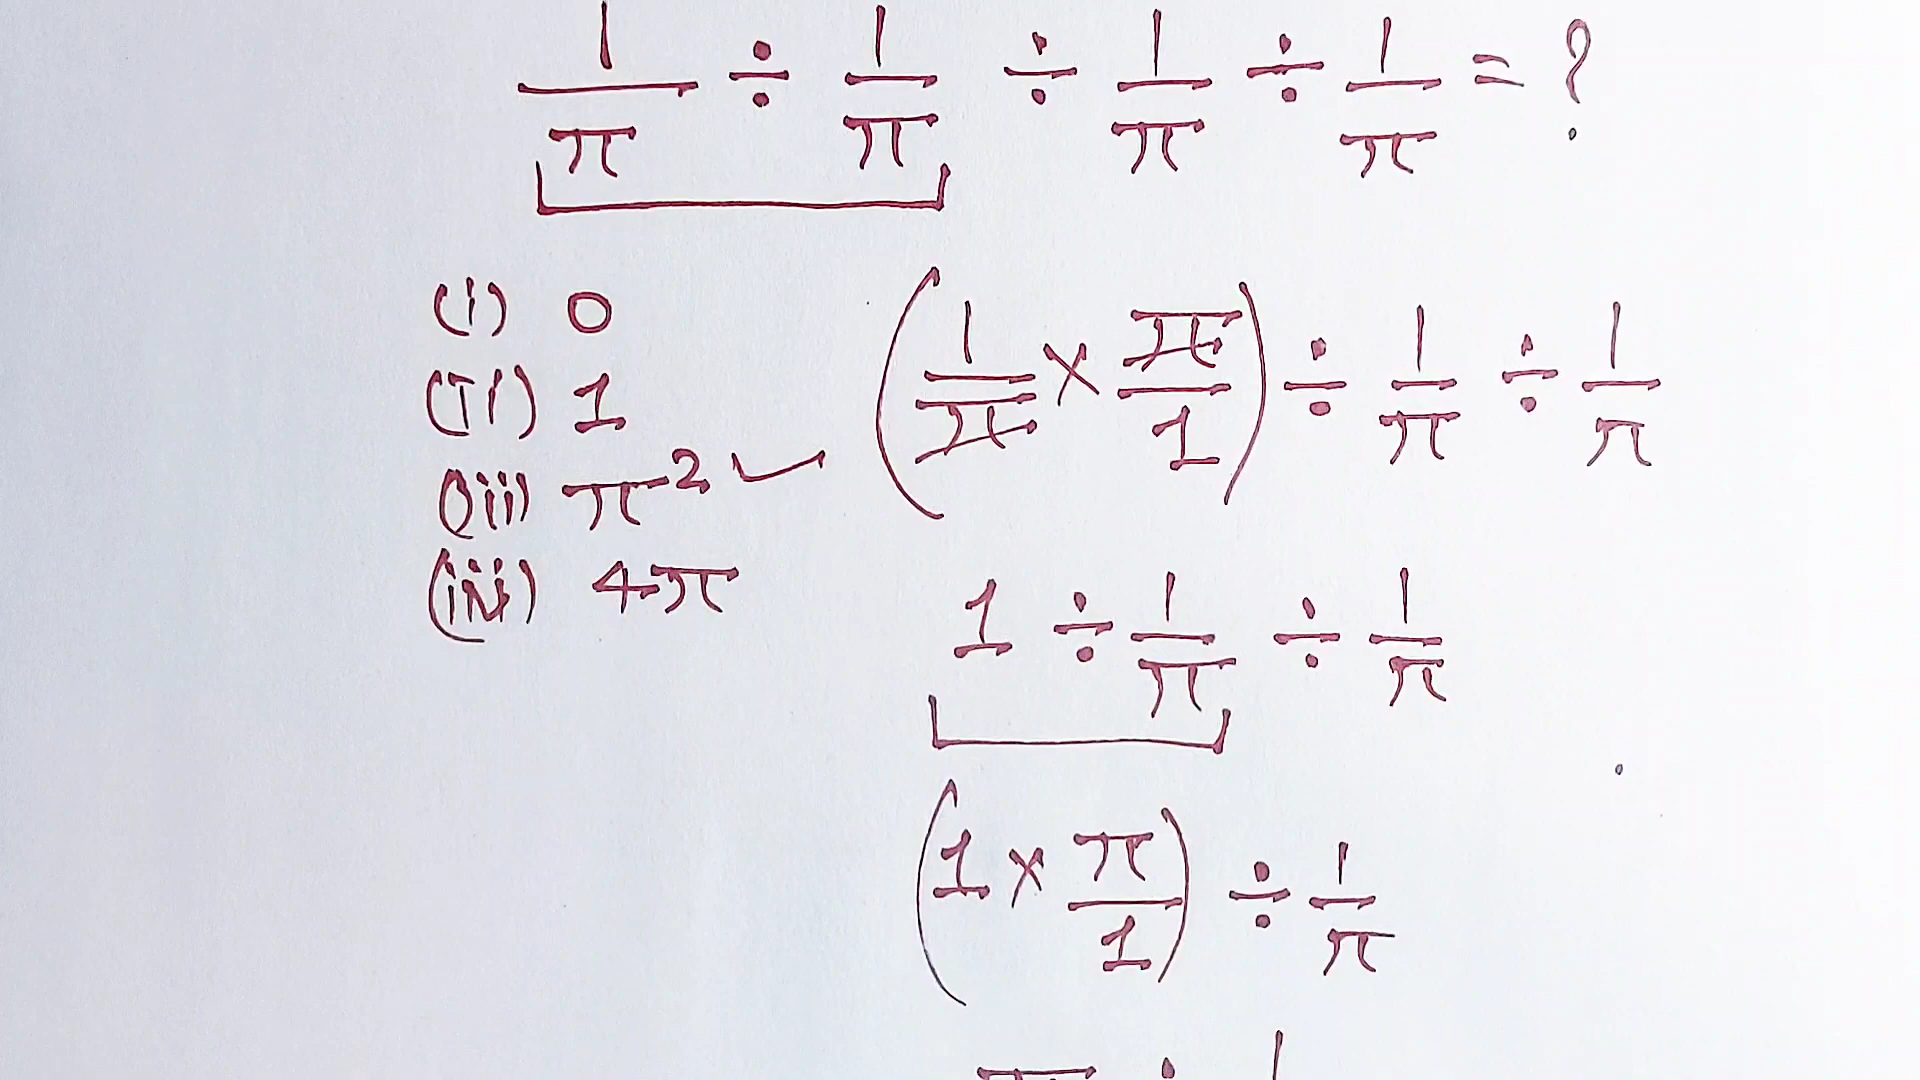 1/π ÷ 1/π ÷ 1/π ÷ 1/π = ?
(i) 0
(ii) 1
(iii) π² ✓
(iv) 4π
(1/π × π/1) ÷ 1/π ÷ 1/π
1 ÷ 1/π ÷ 1/π
(1 × π/1) ÷ 1/π